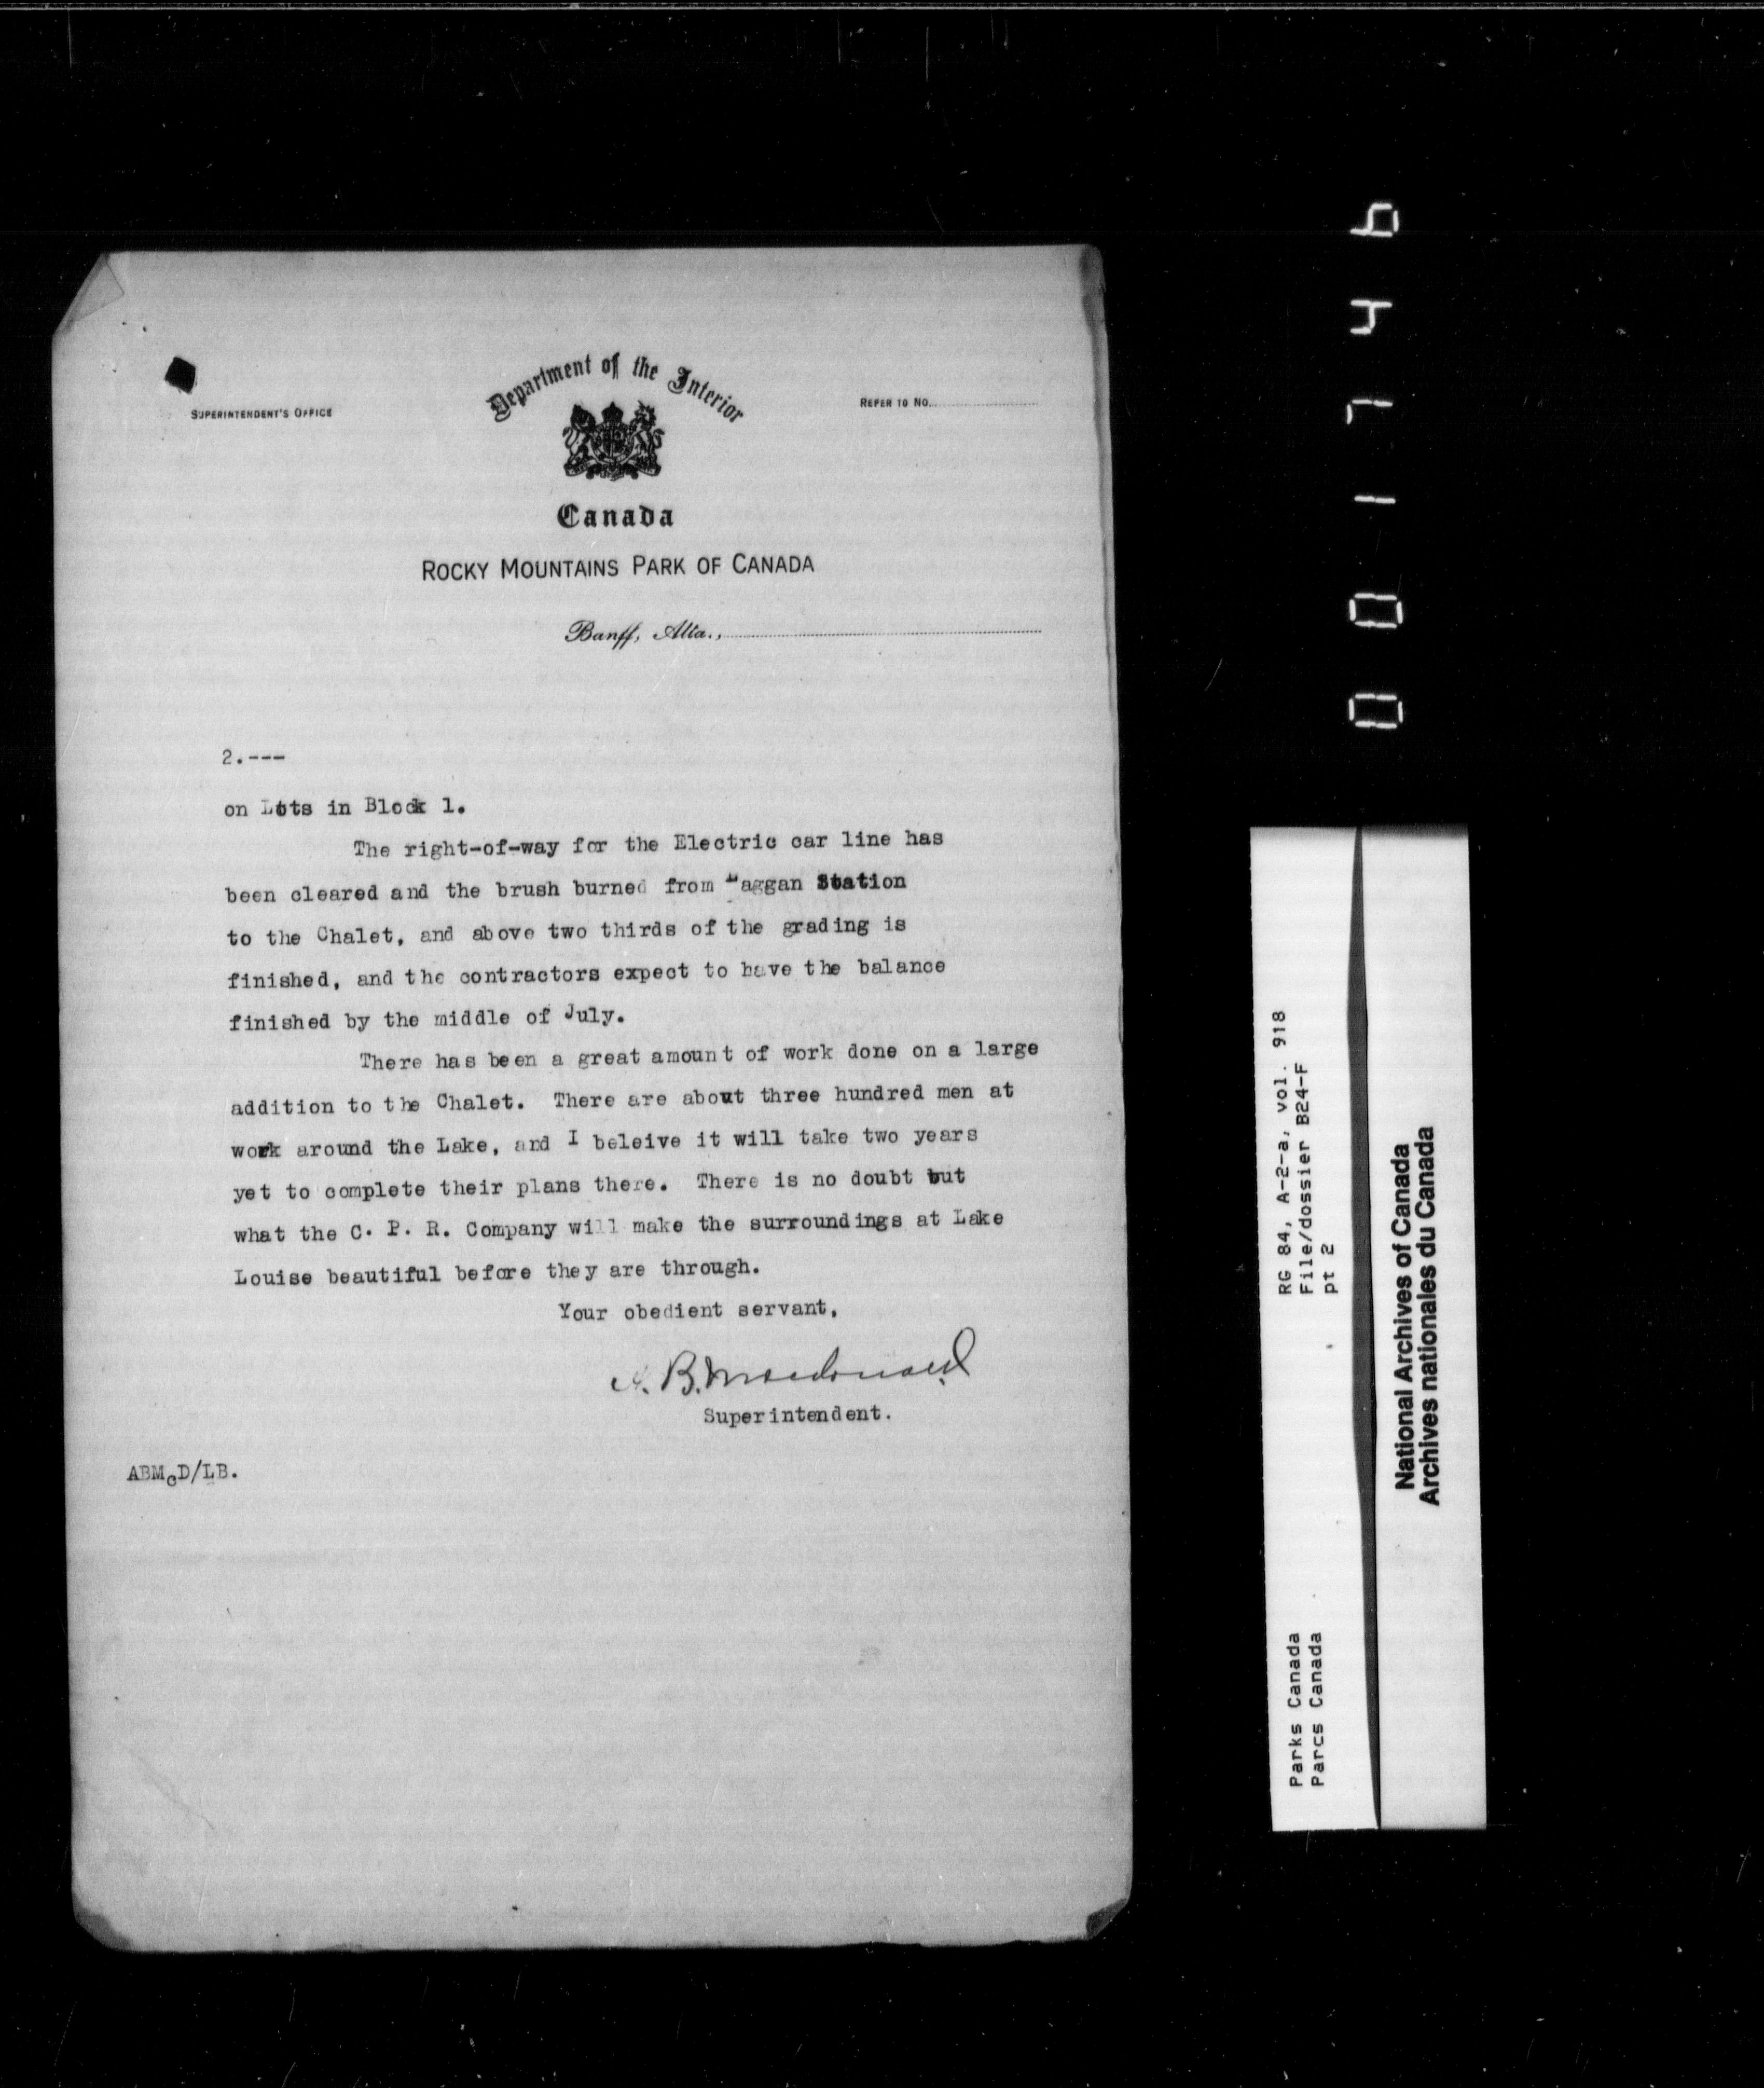 Department of the Interior
SUPERINTENDENT'S OFFICE
REFER TO NO.
Canada
ROCKY MOUNTAINS PARK OF CANADA
Banff, Alta.,
2.---
on Lots in Block 1.
The right-of-way for the Electric car line has
been cleared and the brush burned from Laggan Station
to the Chalet, and above two thirds of the grading is
finished, and the contractors expect to have the balance
finished by the middle of July.
There has been a great amount of work done on a large
addition to the Chalet. There are about three hundred men at
work around the Lake, and I beleive it will take two years
yet to complete their plans there. There is no doubt but
what the C. P. R. Company will make the surroundings at Lake
Louise beautiful before they are through.
Your obedient servant,
A. B. Macdonald
Superintendent.
ABMcD/LB.
Parks Canada
Parcs Canada
RG 84, A-2-a, vol. 918
File/dossier B24-F
pt 2
National Archives of Canada
Archives nationales du Canada